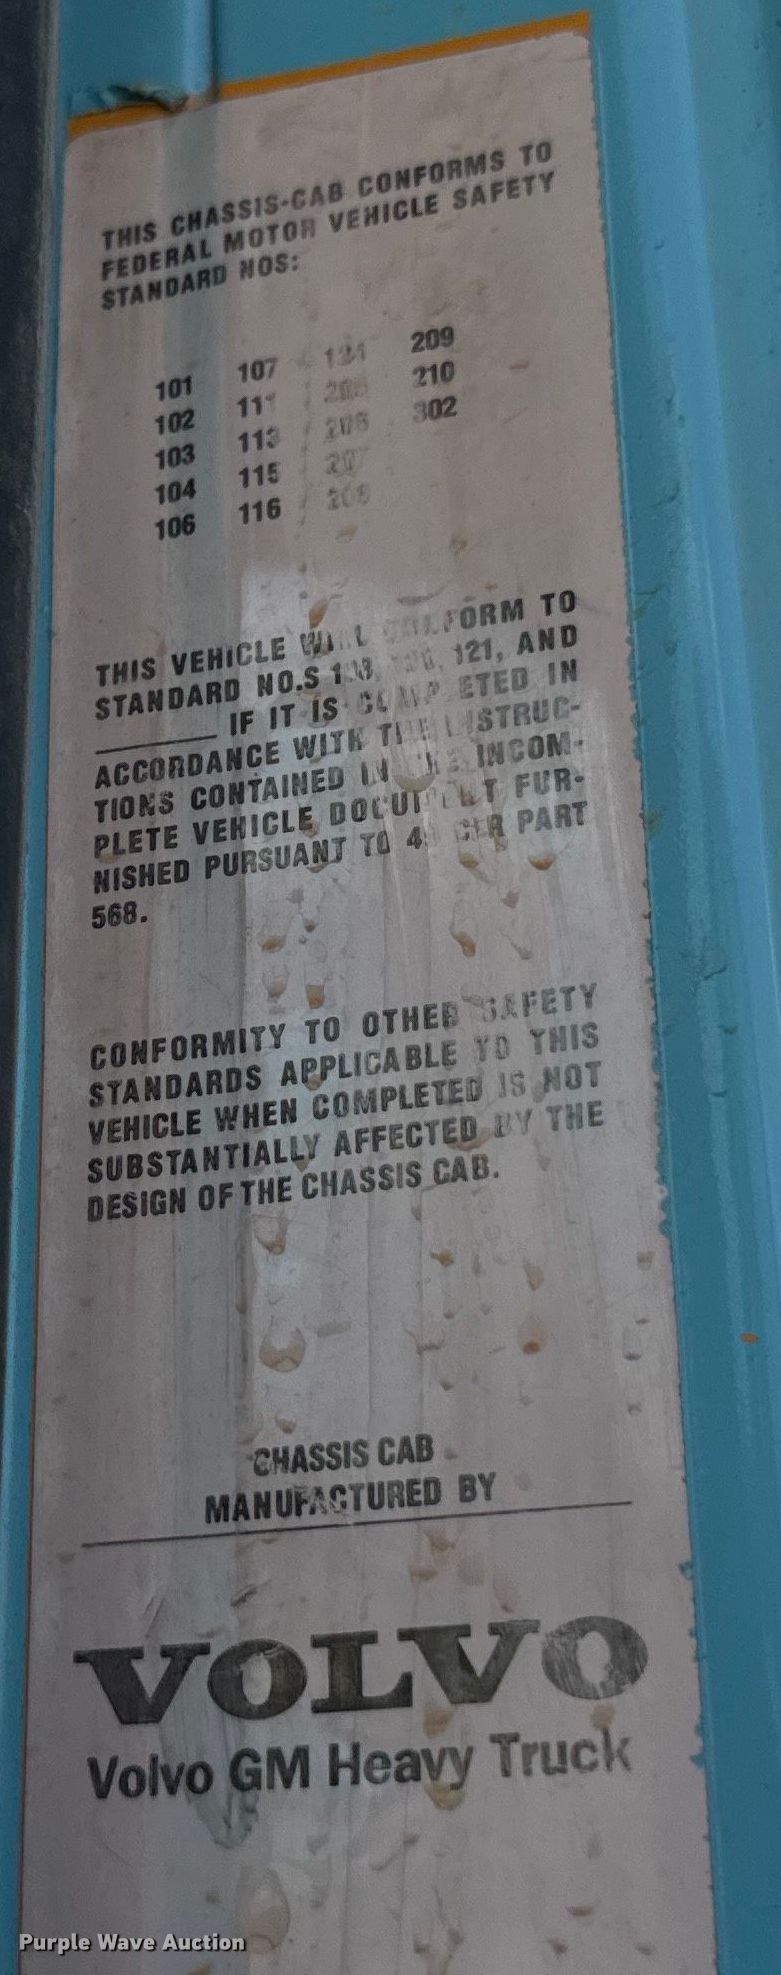 THIS CHASSIS-CAB CONFORMS TO
FEDERAL MOTOR VEHICLE SAFETY
STANDARD NOS:
101 107 209
102 210
103 113 302
104 115
106 116
THIS VEHICLE WILL CONFORM TO
STANDARD NO.S 121, AND
IF IT IS COMPLETED IN
ACCORDANCE WITH THE INSTRUC-
TIONS CONTAINED IN THE INCOM-
PLETE VEHICLE DOCUMENT FUR-
NISHED PURSUANT TO PART
568.
CONFORMITY TO OTHER SAFETY
STANDARDS APPLICABLE TO THIS
VEHICLE WHEN COMPLETED IS NOT
SUBSTANTIALLY AFFECTED BY THE
DESIGN OF THE CHASSIS CAB.
CHASSIS CAB
MANUFACTURED BY
VOLVO
Volvo GM Heavy Truck
Purple Wave Auction